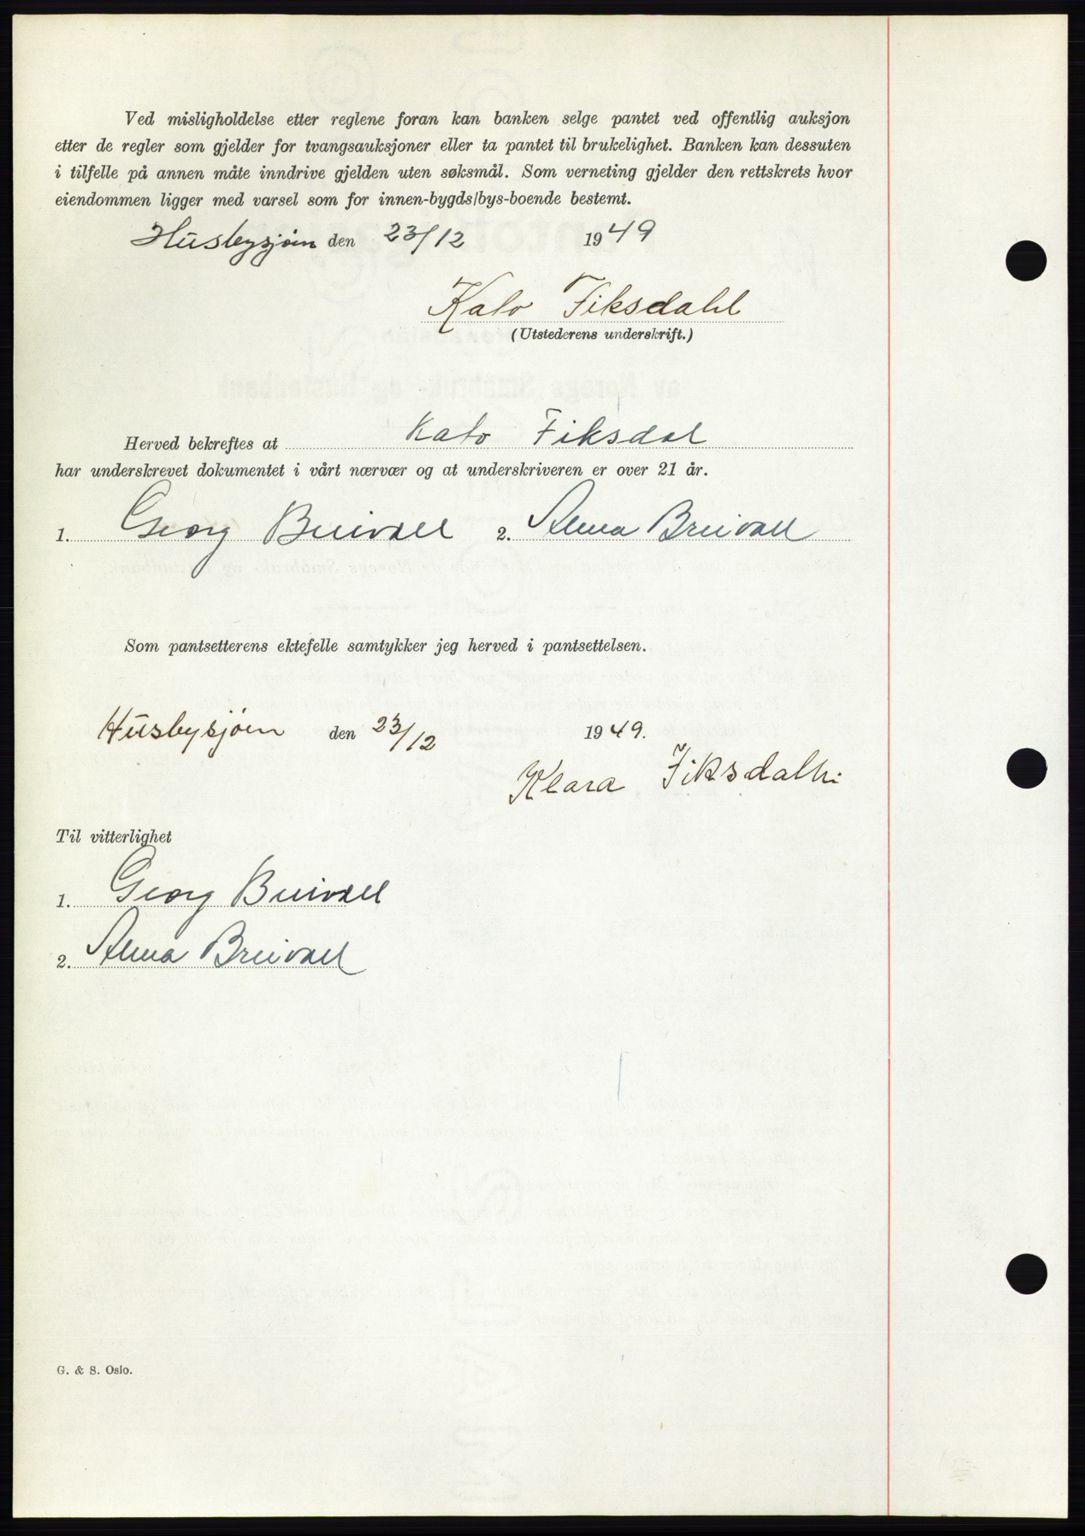 Ved misligholdelse etter reglene foran kan banken selge pantet ved offentlig auksjon
etter de regler som gjelder for tvangsauksjoner eller ta pantet til brukelighet. Banken kan dessuten
i tilfelle på annen måte inndrive gjelden uten søksmål. Som verneting gjelder den rettskrets hvor
eiendommen ligger med varsel som for innen-bygds/bys-boende bestemt.
Husbysjøen den 23/12 1949
Kato Fiksdahl
(Utstederens underskrift.)
Herved bekreftes at Kato Fiksdal
har underskrevet dokumentet i vårt nærvær og at underskriveren er over 21 år.
1. Georg Breivoll 2. Alma Breivoll
Som pantsetterens ektefelle samtykker jeg herved i pantsettelsen.
Husbysjøen den 23/12 1949.
Klara Fiksdahl
Til vitterlighet
1. Georg Breivoll
2. Alma Breivoll
G. & S. Oslo.